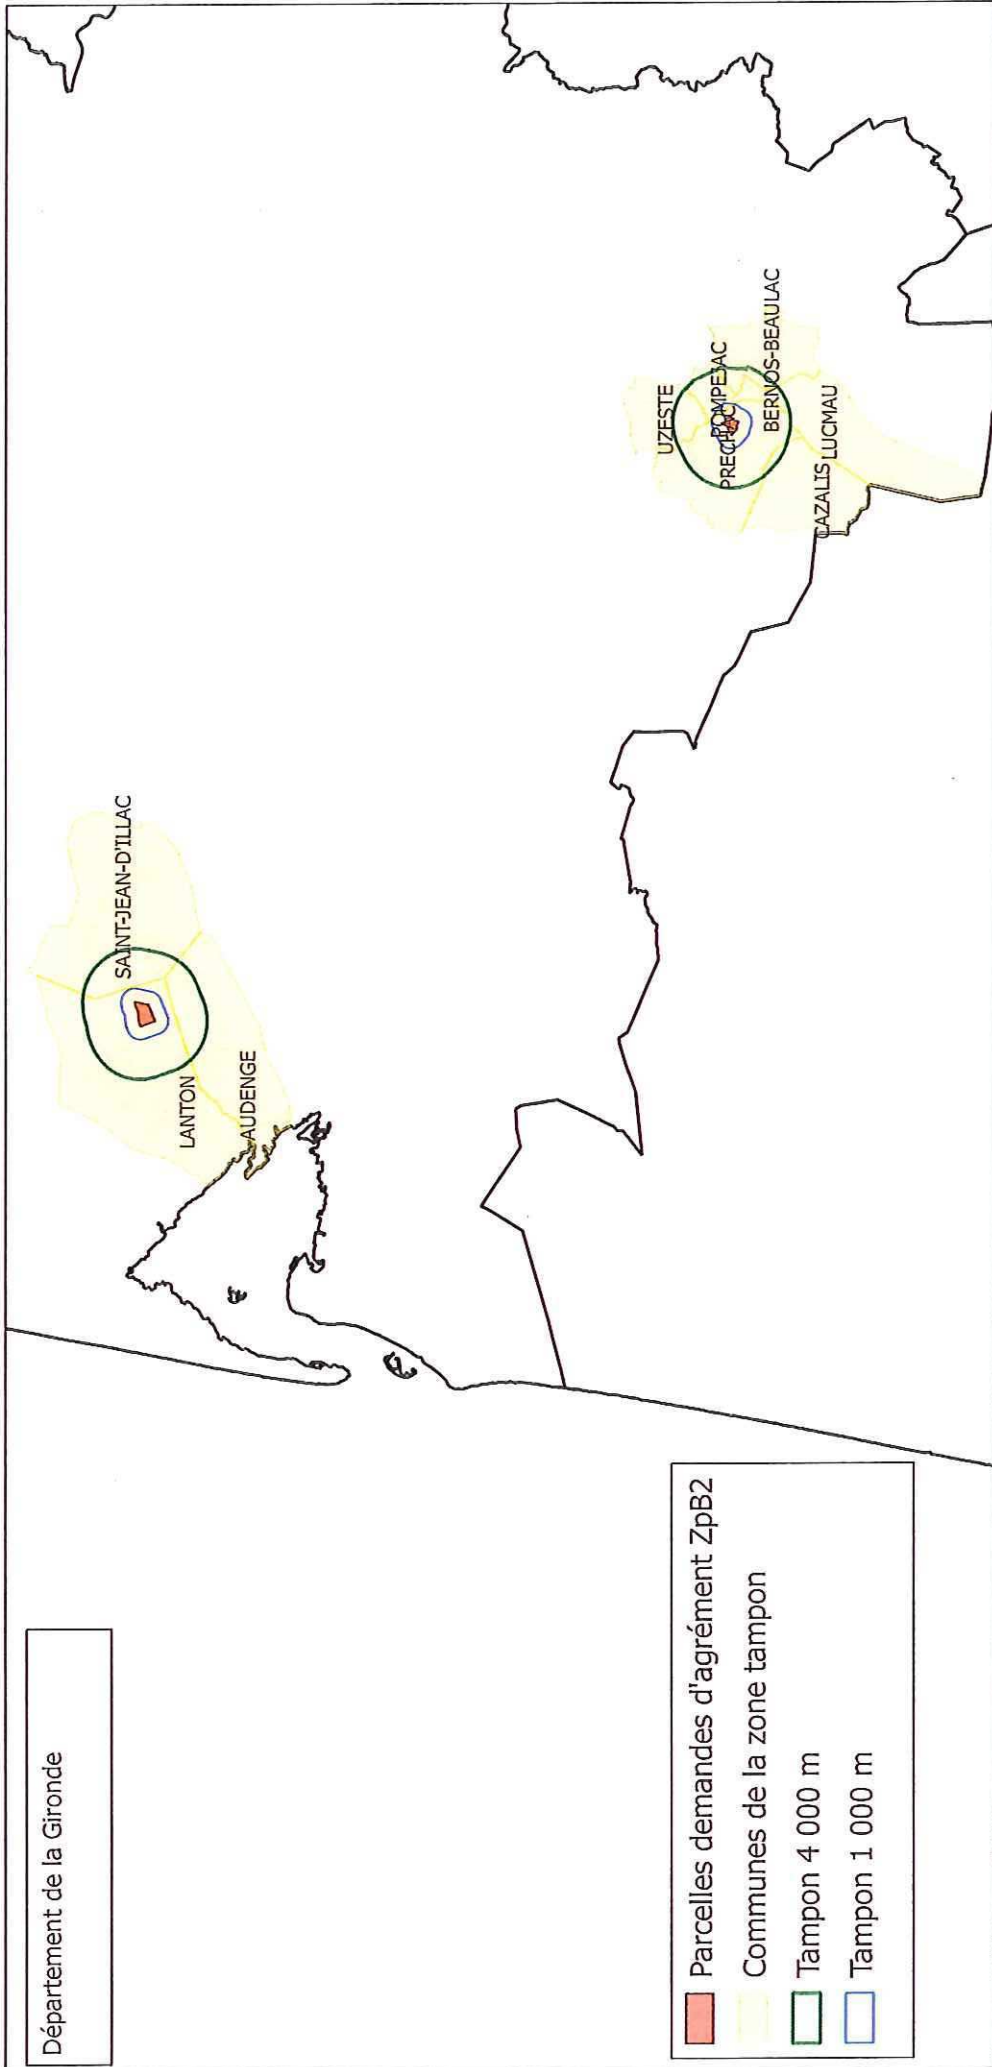 Département de la Gironde
SAINT-JEAN-D'ILLAC
LANTON
AUDENGE
UZESTE
POMPEJAC
PRECHAC
BERNOS-BEAULAC
CAZALIS
LUCMAU
Parcelles demandes d'agrément ZpB2
Communes de la zone tampon
Tampon 4 000 m
Tampon 1 000 m